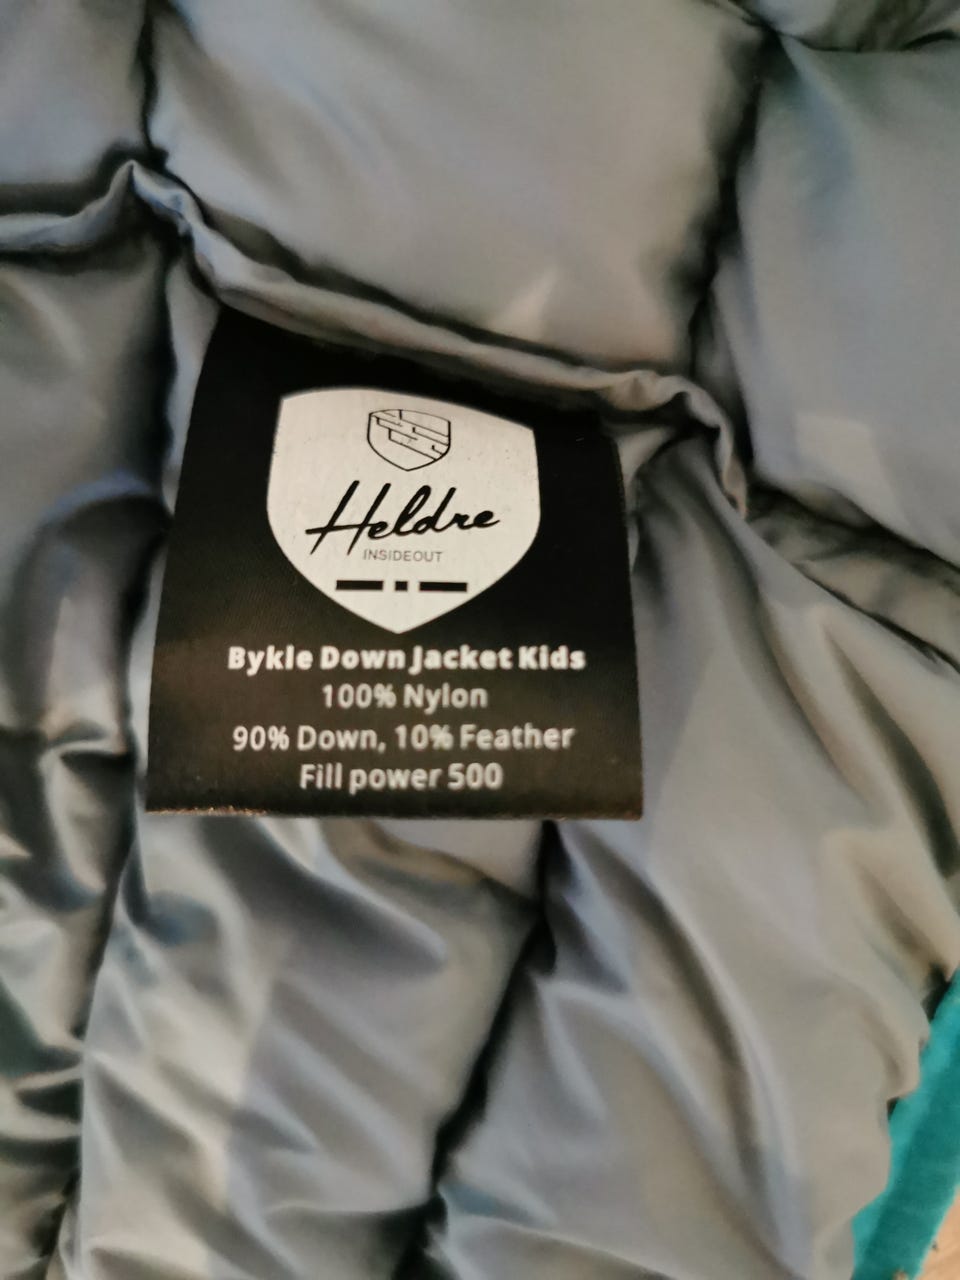 Heldre
INSIDEOUT
Bykle Down Jacket Kids
100% Nylon
90% Down, 10% Feather
Fill power 500